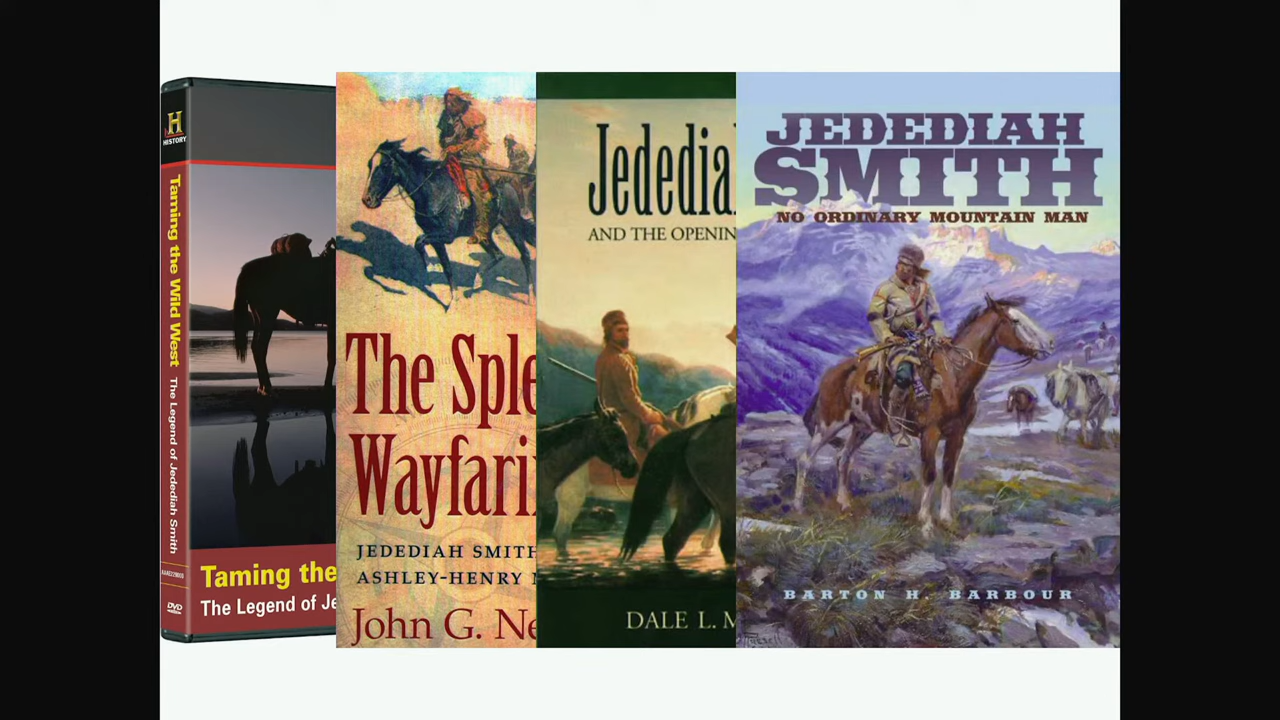 H
HISTORY
Taming the Wild West The Legend of Jedediah Smith
DVD
Taming the
The Legend of Je
The Sple
Wayfari
JEDEDIAH SMITH
ASHLEY-HENRY
John G. Ne
Jededia
AND THE OPENIN
DALE L. M
JEDEDIAH
SMITH
NO ORDINARY MOUNTAIN MAN
BARTON H. BARBOUR